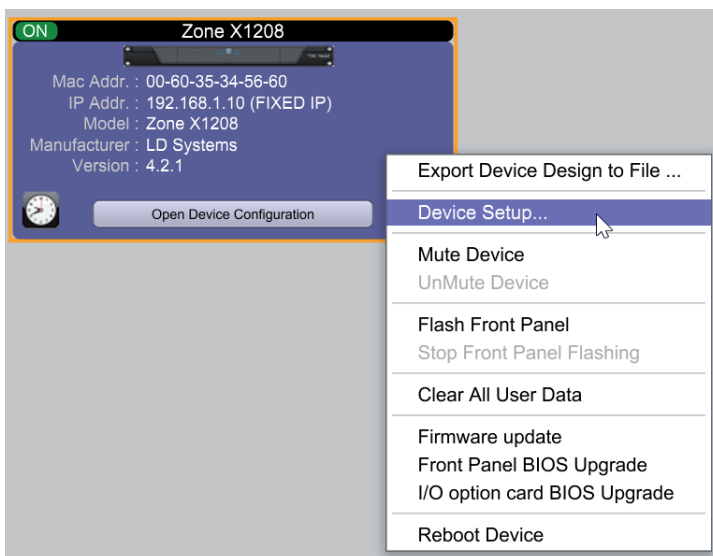 ON
Zone X1208
Mac Addr. : 00-60-35-34-56-60
IP Addr. : 192.168.1.10 (FIXED IP)
Model : Zone X1208
Manufacturer : LD Systems
Version : 4.2.1
Open Device Configuration
Export Device Design to File ...
Device Setup...
Mute Device
UnMute Device
Flash Front Panel
Stop Front Panel Flashing
Clear All User Data
Firmware update
Front Panel BIOS Upgrade
I/O option card BIOS Upgrade
Reboot Device